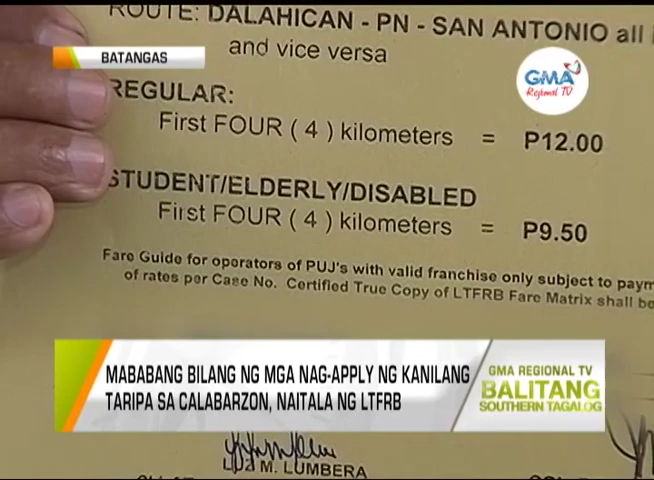 ROUTE: DALAHICAN - PN - SAN ANTONIO all
and vice versa
BATANGAS
GMA
Regional TV
REGULAR:
First FOUR ( 4 ) kilometers = P12.00
STUDENT/ELDERLY/DISABLED
First FOUR ( 4 ) kilometers = P9.50
Fare Guide for operators of PUJ's with valid franchise only subject to paym
of rates per Case No. Certified True Copy of LTFRB Fare Matrix shall be
MABABANG BILANG NG MGA NAG-APPLY NG KANILANG
TARIPA SA CALABARZON, NAITALA NG LTFRB
GMA REGIONAL TV
BALITANG
SOUTHERN TAGALOG
M. LUMBERA